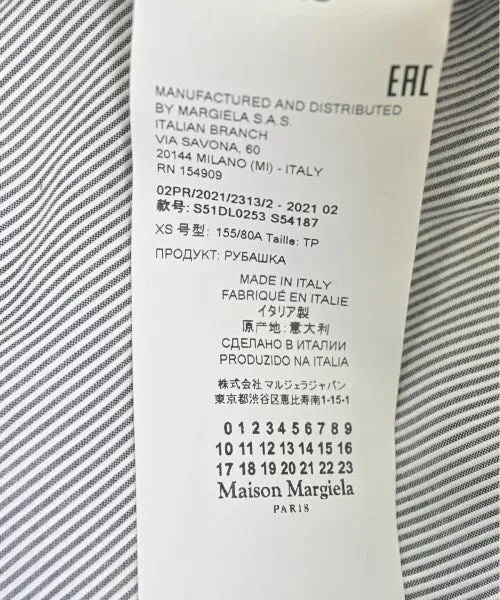 EAC
MANUFACTURED AND DISTRIBUTED
BY MARGIELA S.A.S.
ITALIAN BRANCH
VIA SAVONA, 60
20144 MILANO (MI) - ITALY
RN 154909
02PR/2021/2313/2 - 2021 02
款号: S51DL0253 S54187
XS 号型: 155/80A Taille: TP
ПРОДУКТ: РУБАШКА
MADE IN ITALY
FABRIQUÉ EN ITALIE
イタリア製
原产地: 意大利
СДЕЛАНО В ИТАЛИИ
PRODUZIDO NA ITALIA
株式会社 マルジェラジャパン
東京都渋谷区恵比寿南1-15-1
0 1 2 3 4 5 6 7 8 9
10 11 12 13 14 15 16
17 18 19 20 21 22 23
Maison Margiela
PARIS